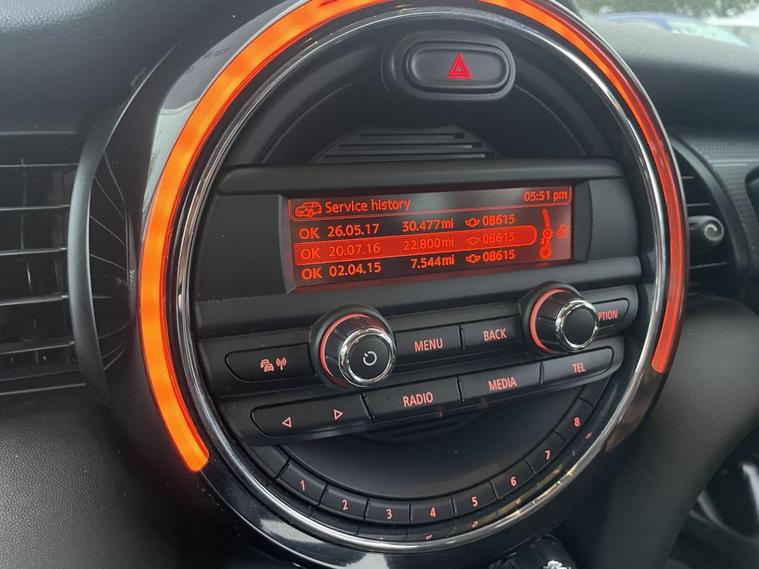 Service history 05:51 pm
OK 26.05.17 30.477mi 08615
OK 20.07.16 22.800mi 08615
OK 02.04.15 7.544mi 08615
MENU BACK PTION
RADIO MEDIA TEL
1 2 3 4 5 6 7 8